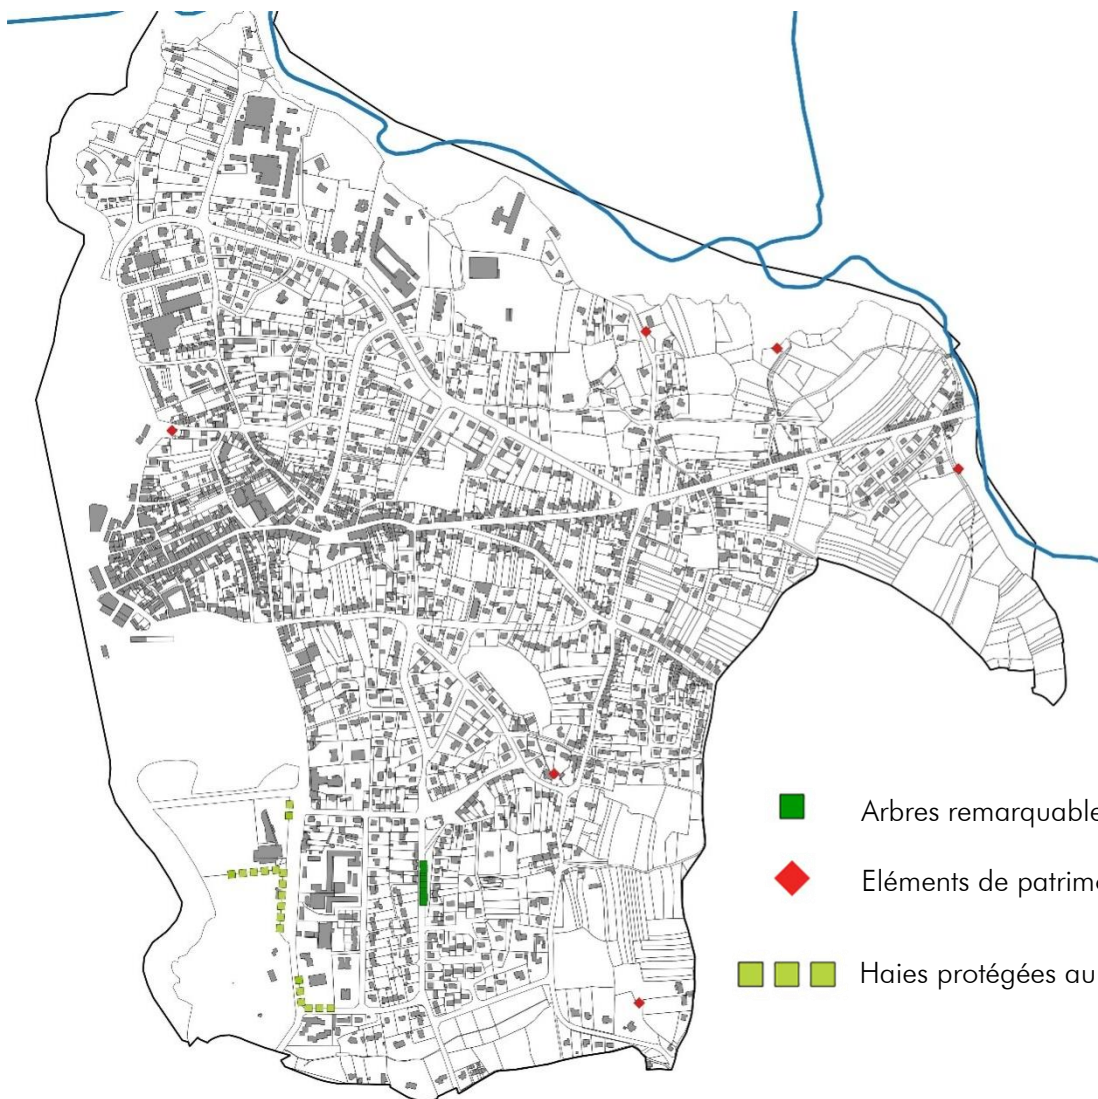 Arbres remarquable
Eléments de patrim
Haies protégées au